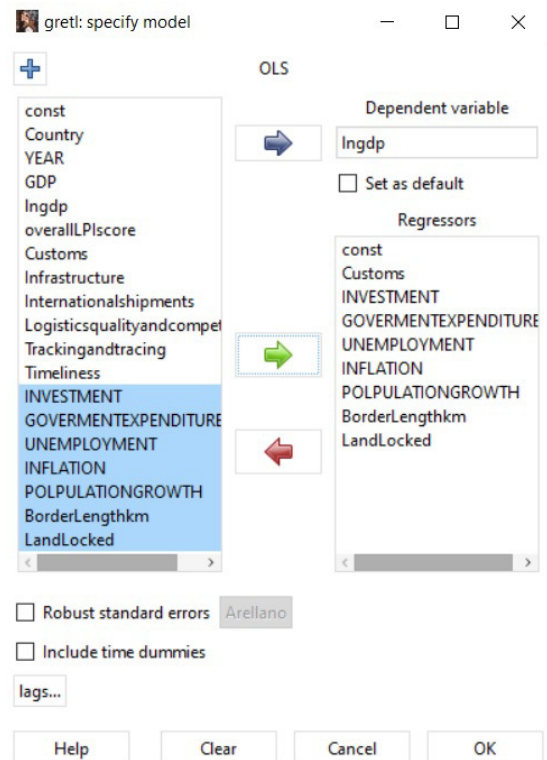 gretl: specify model
OLS
const
Country
YEAR
GDP
lngdp
overallLPIscore
Customs
Infrastructure
Internationalshipments
Logisticsqualityandcompet
Trackingandtracing
Timeliness
INVESTMENT
GOVERMENTEXPENDITURE
UNEMPLOYMENT
INFLATION
POLPULATIONGROWTH
BorderLengthkm
LandLocked
Dependent variable
lngdp
Set as default
Regressors
const
Customs
INVESTMENT
GOVERMENTEXPENDITURE
UNEMPLOYMENT
INFLATION
POLPULATIONGROWTH
BorderLengthkm
LandLocked
Robust standard errors Arellano
Include time dummies
lags...
Help Clear Cancel OK